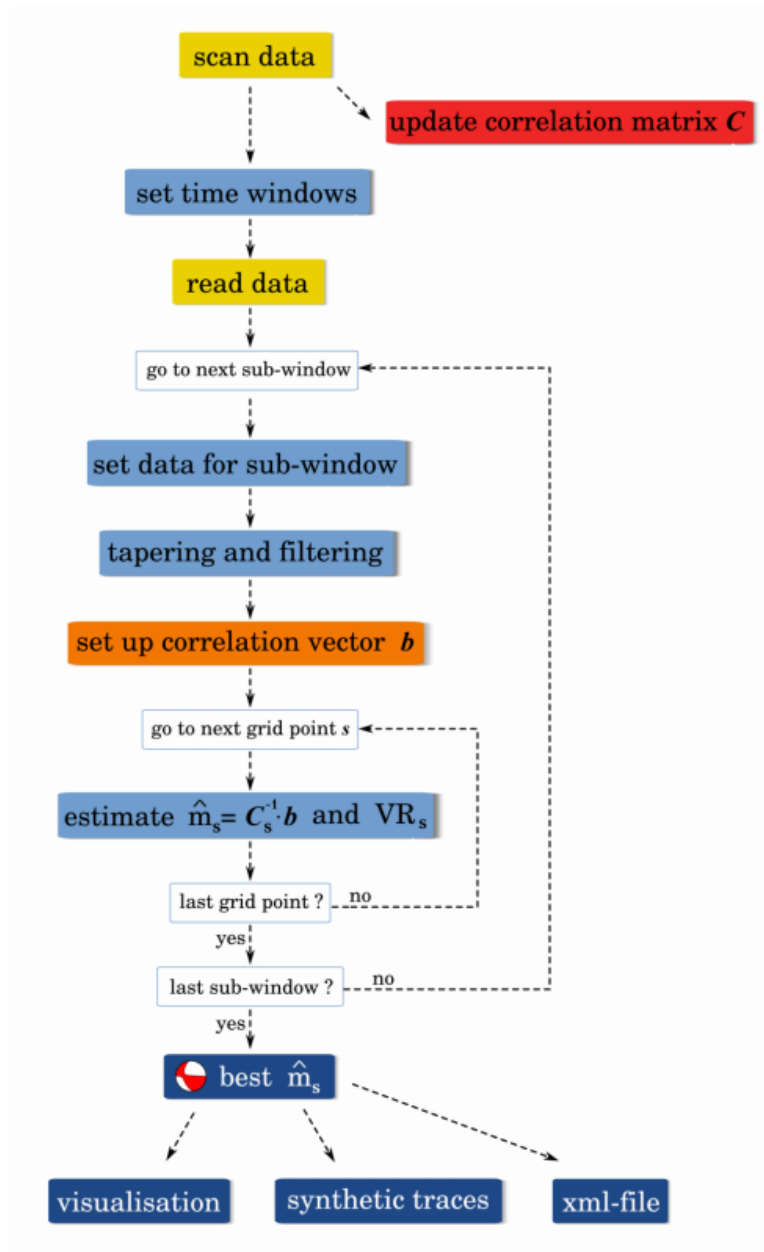 scan data
update correlation matrix C
set time windows
read data
go to next sub-window
set data for sub-window
tapering and filtering
set up correlation vector b
go to next grid point s
estimate m̂ₛ= Cₛ⁻¹·b and VRₛ
last grid point ? no
yes
last sub-window ? no
yes
best m̂ₛ
visualisation synthetic traces xml-file